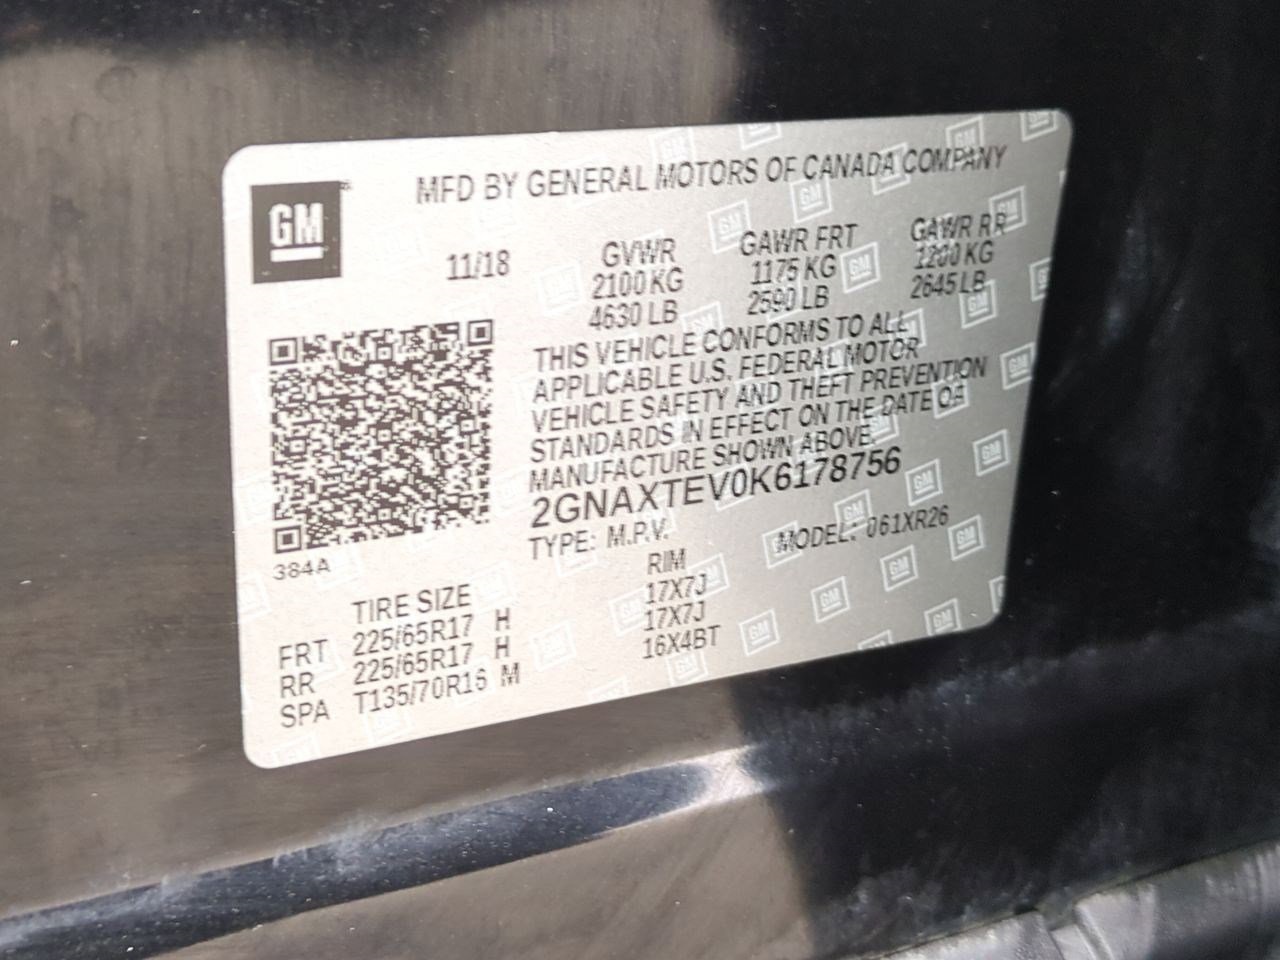 GM
MFD BY GENERAL MOTORS OF CANADA COMPANY
11/18
GVWR GAWR FRT GAWR RR
2100 KG 1175 KG 1200 KG
4630 LB 2590 LB 2645 LB
THIS VEHICLE CONFORMS TO ALL
APPLICABLE U.S. FEDERAL MOTOR
VEHICLE SAFETY AND THEFT PREVENTION
STANDARDS IN EFFECT ON THE DATE OF
MANUFACTURE SHOWN ABOVE.
2GNAXTEV0K6178756
TYPE: M.P.V. MODEL: 061XR26
384A
TIRE SIZE RIM
FRT 225/65R17 H 17X7J
RR 225/65R17 H 17X7J
SPA T135/70R16 M 16X4BT